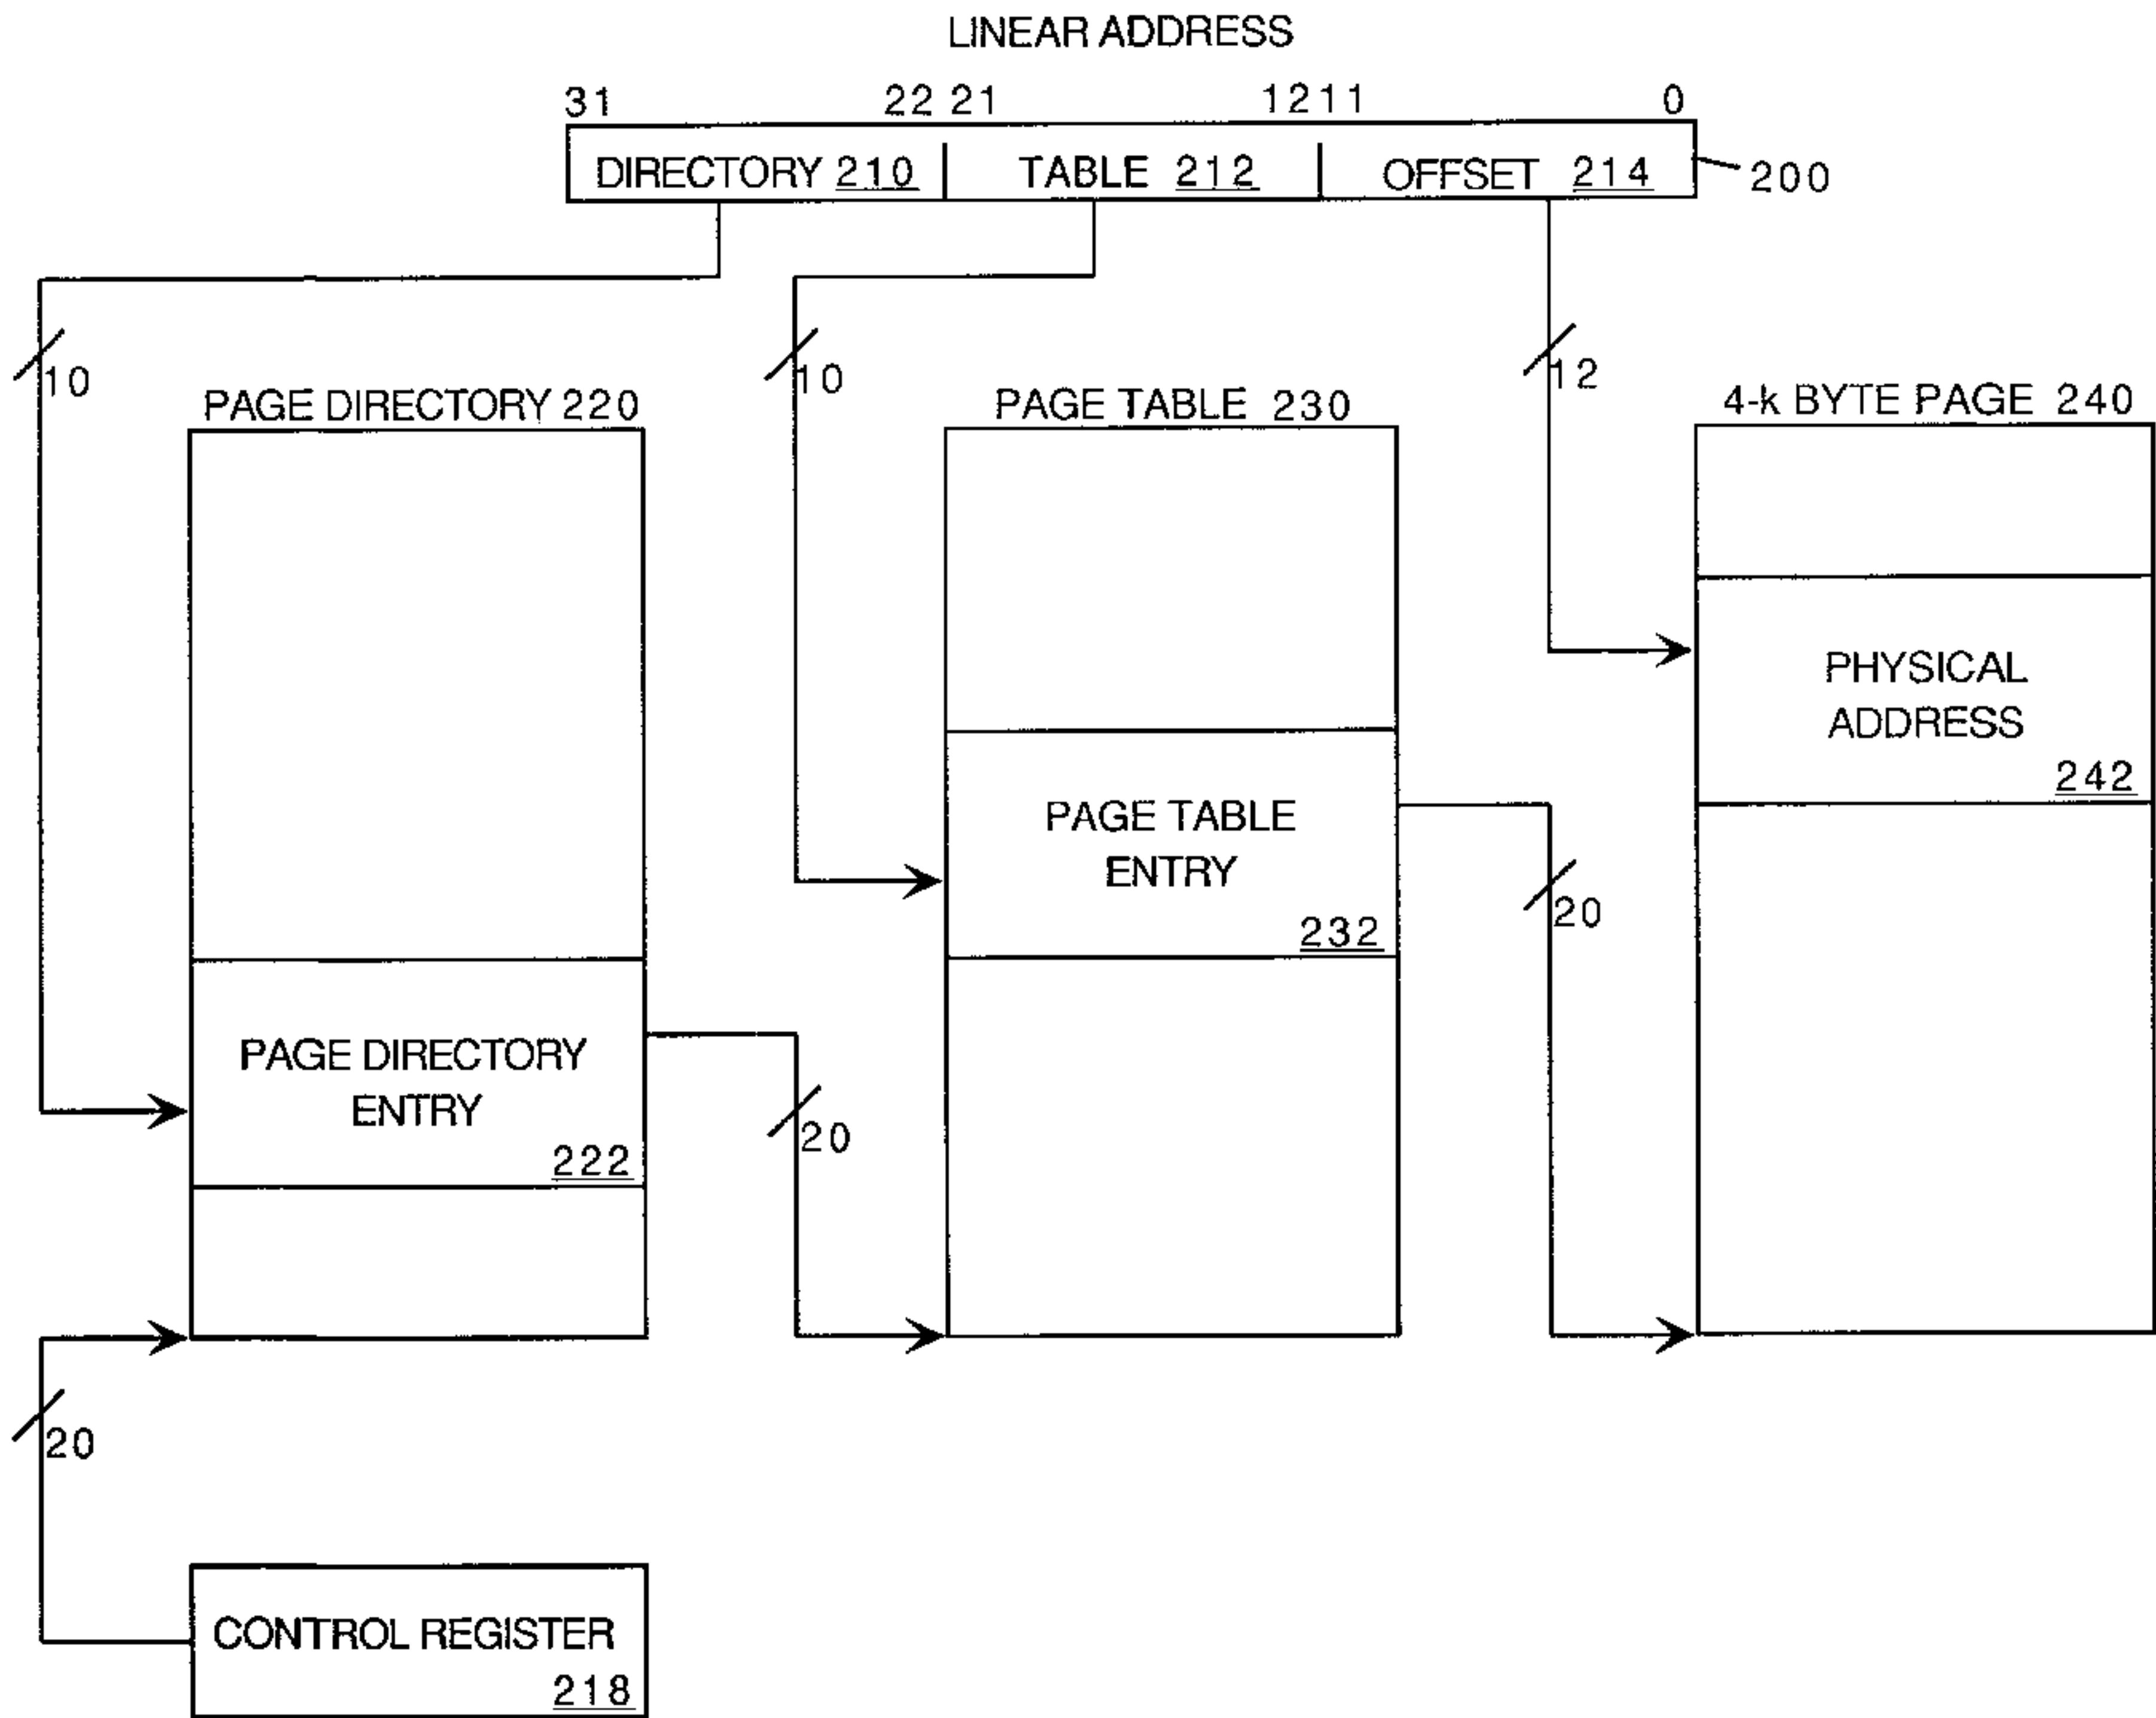 LINEAR ADDRESS
31 22 21 12 11 0
DIRECTORY 210 TABLE 212 OFFSET 214 200
10 10 12
PAGE DIRECTORY 220 PAGE TABLE 230 4-k BYTE PAGE 240
PHYSICAL
ADDRESS
242
PAGE TABLE
ENTRY
232
20
PAGE DIRECTORY
ENTRY
222
20
20
CONTROL REGISTER
218